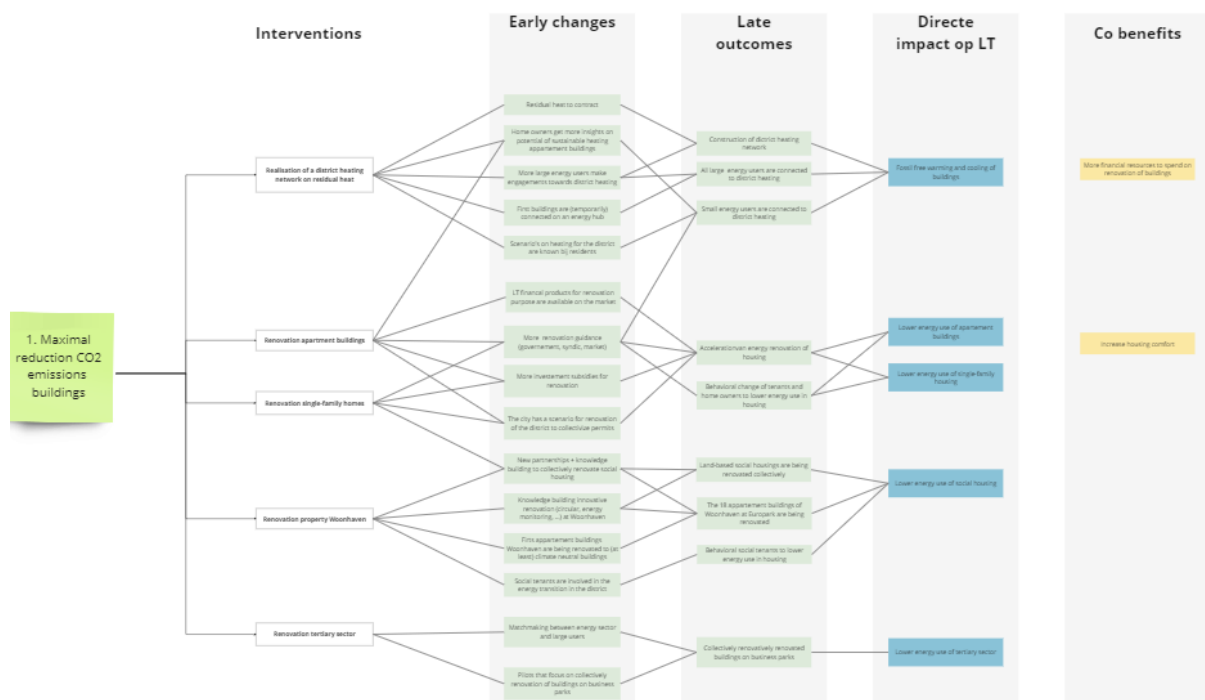 Interventions
Early changes
Late
outcomes
Directe
impact op LT
Co benefits
1. Maximal
reduction CO2
emissions
buildings
Realisation of a district heating
network on residual heat
Renovation apartment buildings
Renovation single-family homes
Renovation property Woonhaven
Renovation tertiary sector
Residual heat to contract
Home owners get more insights on
potential of sustainable heating
appartement buildings
More large energy users make
engagements towards district heating
First buildings are (temporarily)
connected on an energy hub
Scenario's on heating for the district
are known bij residents
LT financial products for renovation
purpose are available on the market
More renovation guidance
(governement, syndic, market)
More investement subsidies for
renovation
The city has a scenario for renovation
of the district to collectivize permits
New partnerships + knowledge
building to collectively renovate social
housing
Knowledge building innovative
renovation (circular, energy
monitoring, ...) at Woonhaven
Firts appartement buildings
Woonhaven are being renovated to (at
least) climate neutral buildings
Social tenants are involved in the
energy transition in the district
Matchmaking between energy sector
and large users
Pilots that focus on collectively
renovation of buildings on business
parks
Construction of district heating
network
All large energy users are connected
to district heating
Small energy users are connected to
district heating
Accelerationvan energy renovation of
housing
Behavioral change of tenants and
home owners to lower energy use in
housing
Land-based social housings are being
renovated collectively
The 18 appartement buildings of
Woonhaven at Europark are being
renovated
Behavioral social tenants to lower
energy use in housing
Collectively renovatively renovated
buildings on business parks
Fossil free warming and cooling of
buildings
Lower energy use of apartement
buildings
Lower energy use of single-family
housing
Lower energy use of social housing
Lower energy use of tertiary sector
More financial resources to spend on
renovation of buildings
Increase housing comfort